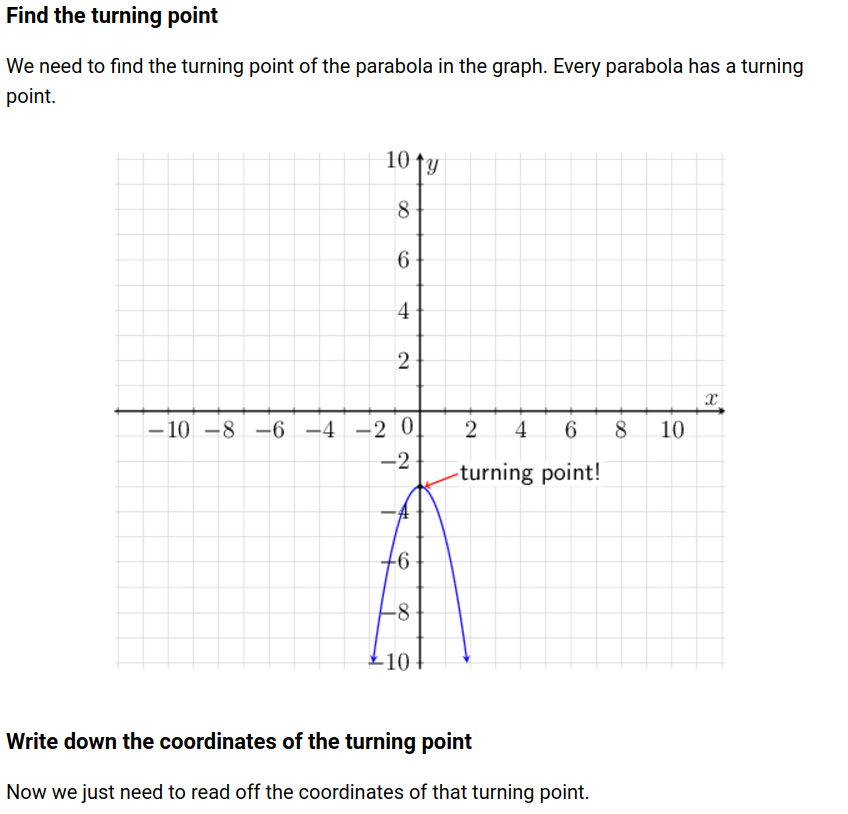 Find the turning point
We need to find the turning point of the parabola in the graph. Every parabola has a turning
point.
10 y
8
6
4
2
x
−10 −8 −6 −4 −2 0 2 4 6 8 10
−2
turning point!
−4
−6
−8
−10
Write down the coordinates of the turning point
Now we just need to read off the coordinates of that turning point.